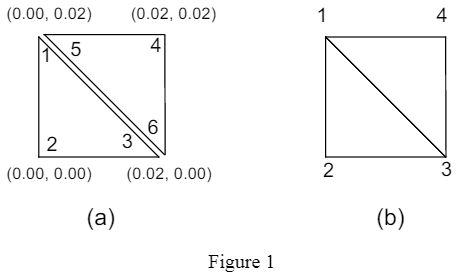 (0.00, 0.02) (0.02, 0.02)
1 5 4
2 3 6
(0.00, 0.00) (0.02, 0.00)
(a)
1 4
2 3
(b)
Figure 1